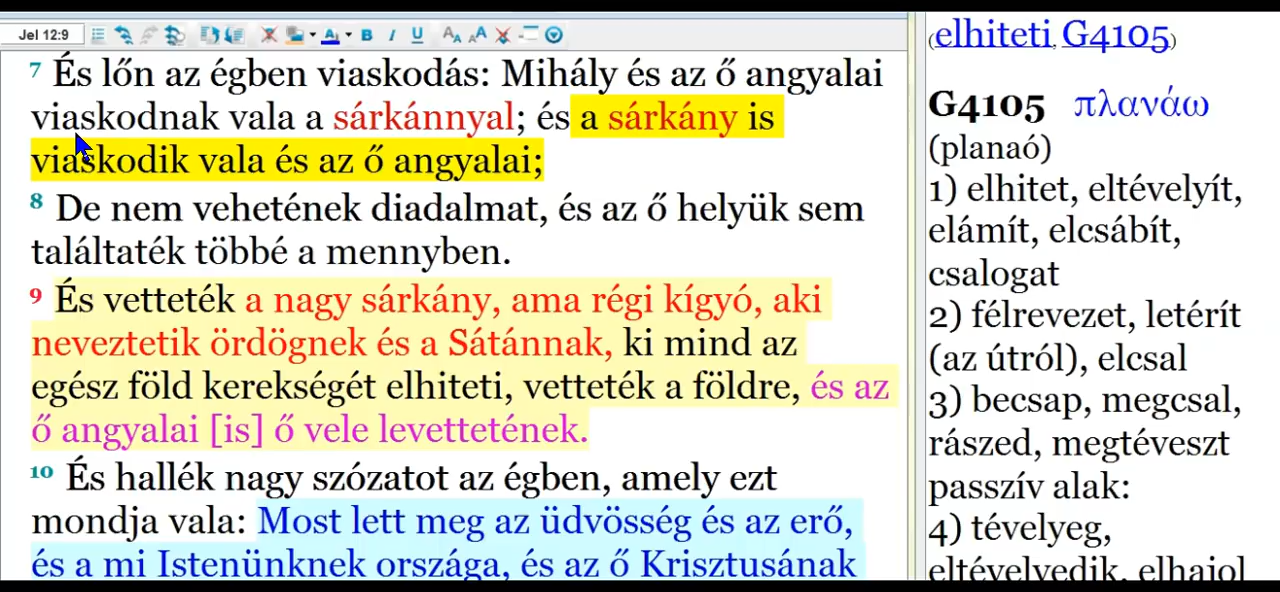 Jel 12:9
7 És lőn az égben viaskodás: Mihály és az ő angyalai
viaskodnak vala a sárkánnyal; és a sárkány is
viaskodik vala és az ő angyalai;
8 De nem vehetének diadalmat, és az ő helyük sem
találtaték többé a mennyben.
9 És vetteték a nagy sárkány, ama régi kígyó, aki
neveztetik ördögnek és a Sátánnak, ki mind az
egész föld kerekségét elhiteti, vetteték a földre, és az
ő angyalai [is] ő vele levettetének.
10 És hallék nagy szózatot az égben, amely ezt
mondja vala: Most lett meg az üdvösség és az erő,
és a mi Istenünknek országa, és az ő Krisztusának
(elhiteti, G4105)
G4105 πλανάω
(planaó)
1) elhitet, eltévelyít,
elámít, elcsábít,
csalogat
2) félrevezet, letérít
(az útról), elcsal
3) becsap, megcsal,
rászed, megtéveszt
passzív alak:
4) tévelyeg,
eltévelyedik, elhajol